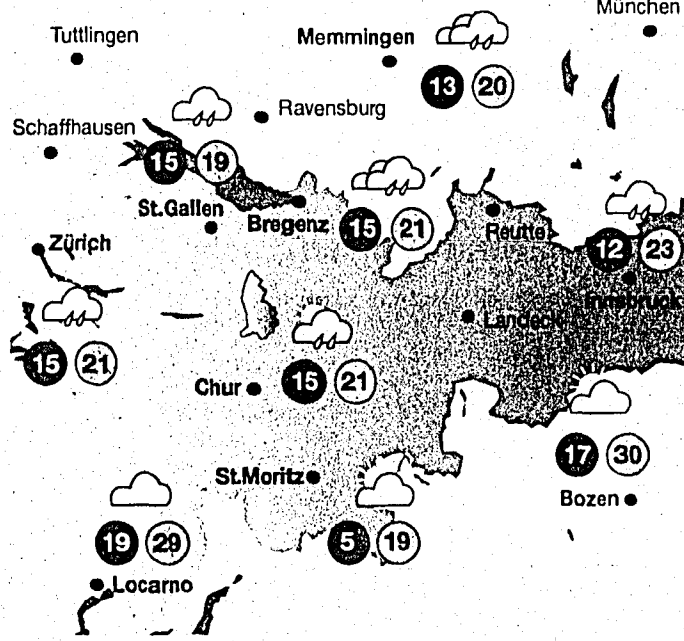 München
Tuttlingen
Memmingen
13 20
Ravensburg
Schaffhausen
15 19
St.Gallen
Bregenz
15 21
Reutte
Zürich
12 23
Innsbruck
Landeck
15 21
Chur
15 21
17 30
St.Moritz
Bozen
19 29
5 19
Locarno